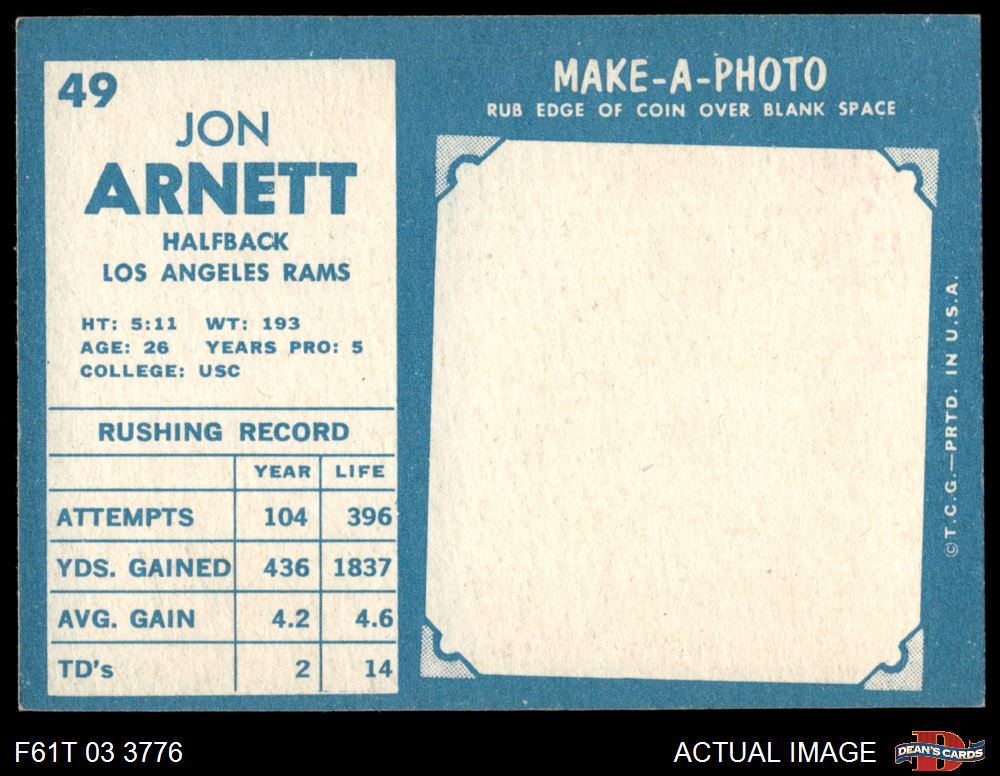 49
JON
ARNETT
HALFBACK
LOS ANGELES RAMS
HT: 5:11 WT: 193
AGE: 26 YEARS PRO: 5
COLLEGE: USC
RUSHING RECORD
YEAR LIFE
ATTEMPTS 104 396
YDS. GAINED 436 1837
AVG. GAIN 4.2 4.6
TD's 2 14
MAKE-A-PHOTO
RUB EDGE OF COIN OVER BLANK SPACE
©T.C.G.—PRTD. IN U.S.A.
F61T 03 3776
ACTUAL IMAGE
D
DEAN'S CARDS